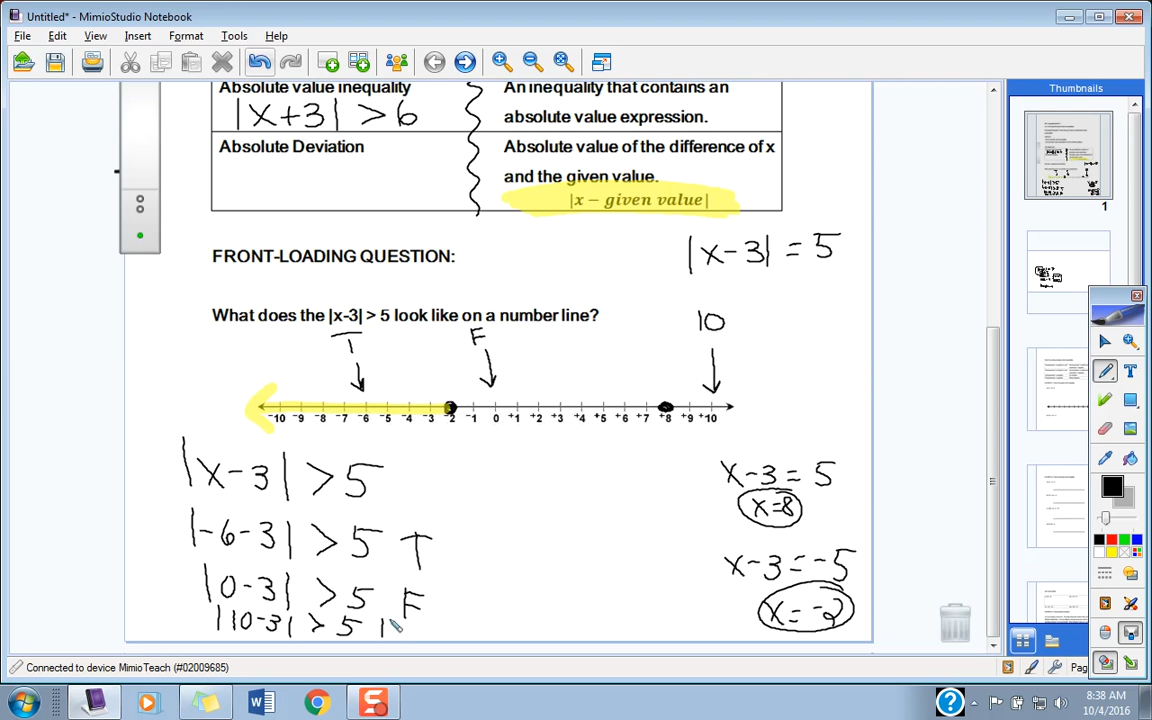 Untitled* - MimioStudio Notebook
File Edit View Insert Format Tools Help
Thumbnails
Absolute value inequality
|x+3| > 6
An inequality that contains an
absolute value expression.
Absolute Deviation
Absolute value of the difference of x
and the given value.
|x − given value|
FRONT-LOADING QUESTION:
|x-3| = 5
What does the |x-3| > 5 look like on a number line?
T F 10
-10 -9 -8 -7 -6 -5 -4 -3 -2 -1 0 +1 +2 +3 +4 +5 +6 +7 +8 +9 +10
|x-3| > 5
|-6-3| > 5 T
|0-3| > 5 F
|10-3| > 5
x-3=5
x=8
x-3=-5
x=-2
1
T
Connected to device MimioTeach (#02009685)
Pag
8:38 AM
10/4/2016